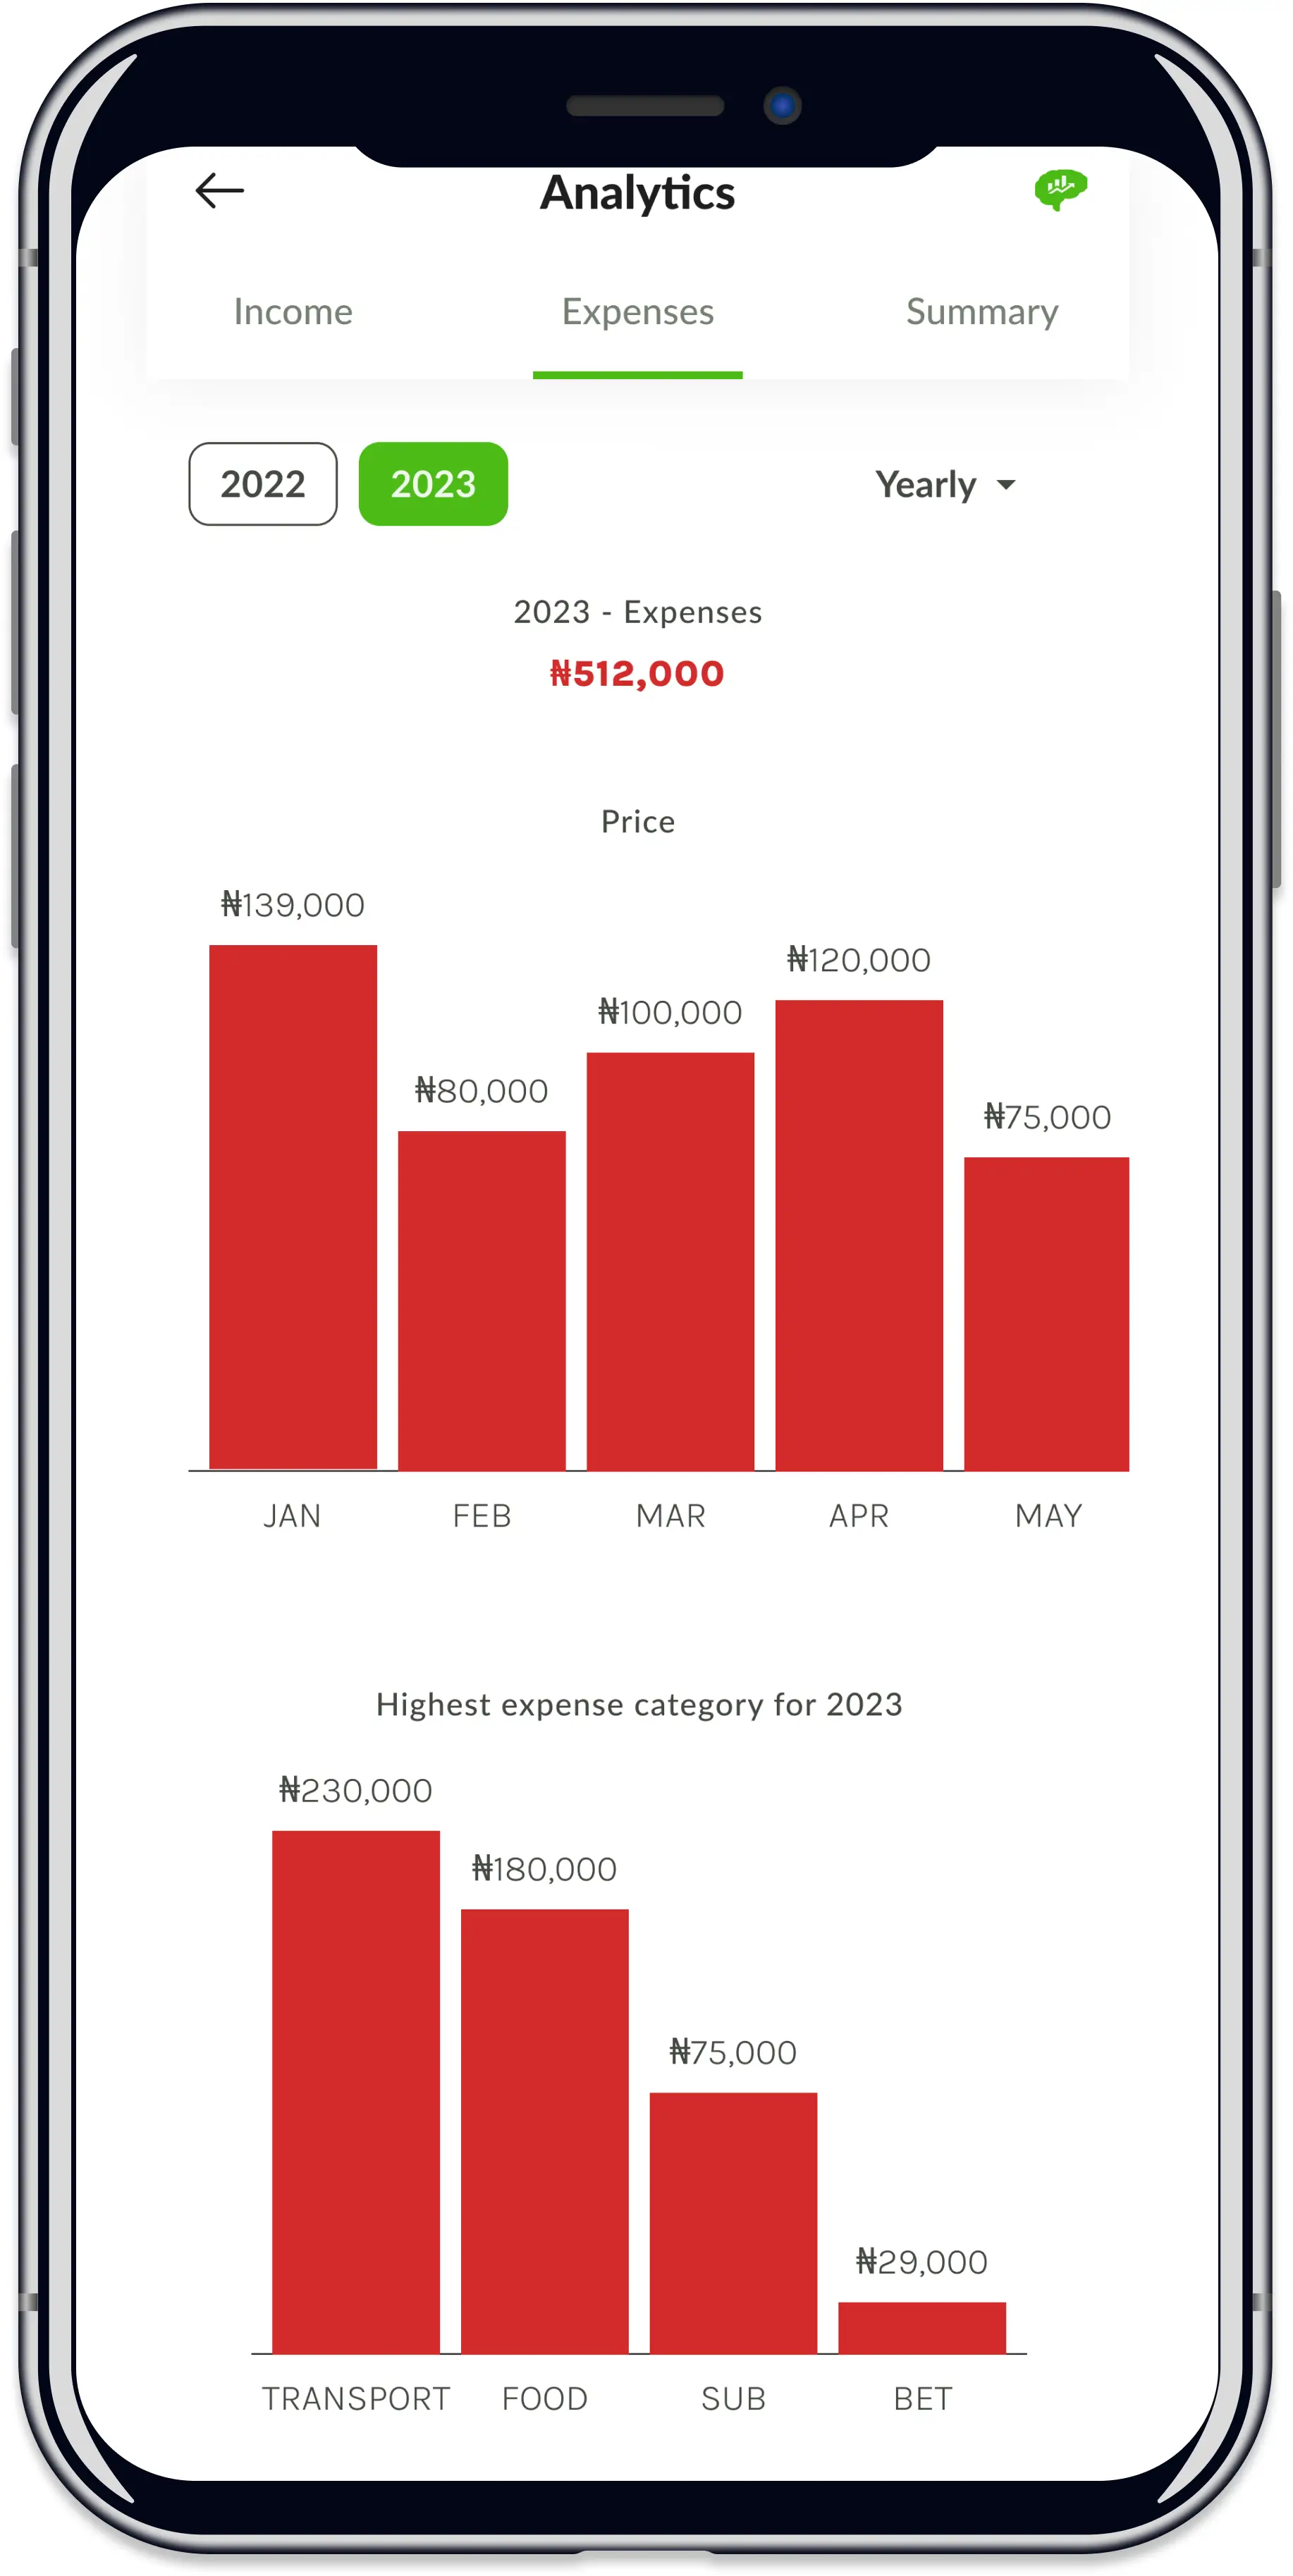 Analytics
Income Expenses Summary
2022 2023 Yearly
2023 - Expenses
₦512,000
Price
₦139,000
₦120,000
₦100,000
₦80,000
₦75,000
JAN FEB MAR APR MAY
Highest expense category for 2023
₦230,000
₦180,000
₦75,000
₦29,000
TRANSPORT FOOD SUB BET